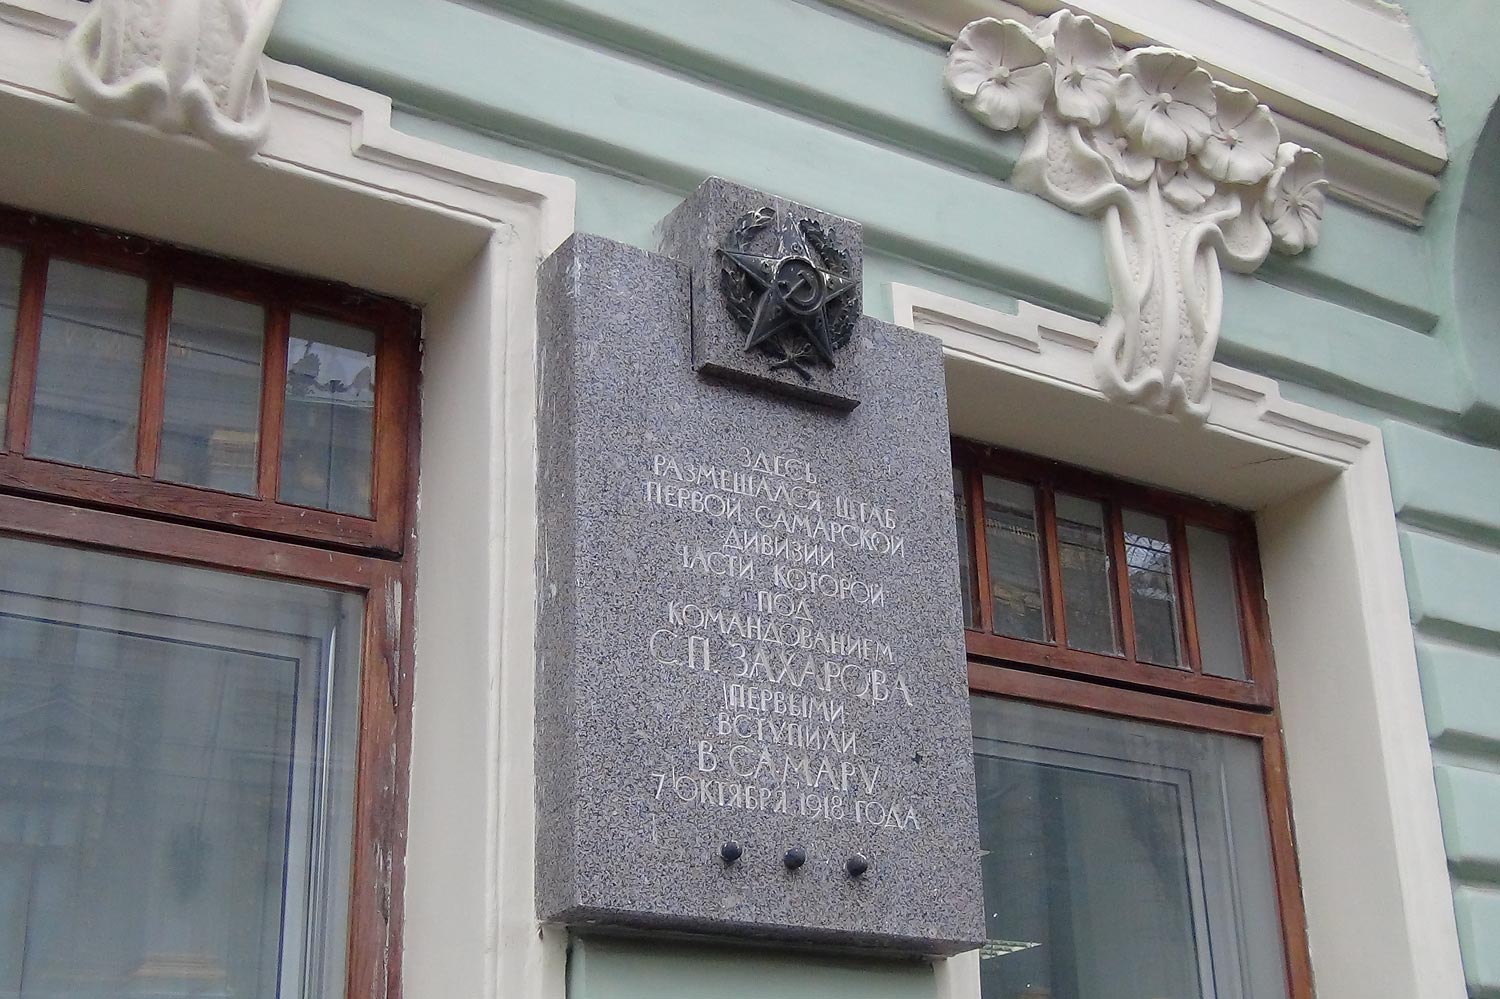 ЗДЕСЬ
РАЗМЕЩАЛСЯ ШТАБ
ПЕРВОЙ САМАРСКОЙ
ДИВИЗИИ
ЧАСТИ КОТОРОЙ
ПОД
КОМАНДОВАНИЕМ
С.П. ЗАХАРОВА
ПЕРВЫМИ
ВСТУПИЛИ
В САМАРУ
7 ОКТЯБРЯ 1918 ГОДА